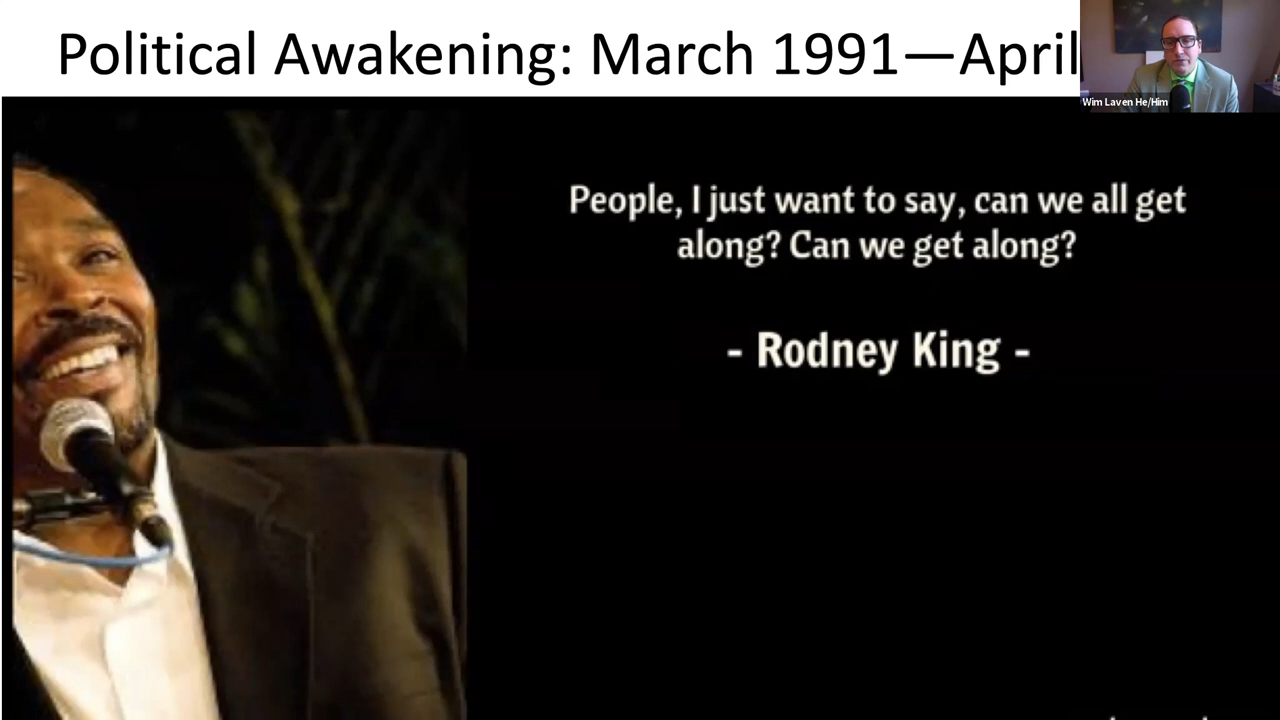 Political Awakening: March 1991—April
Wim Laven He/Him
People, I just want to say, can we all get
along? Can we get along?
- Rodney King -